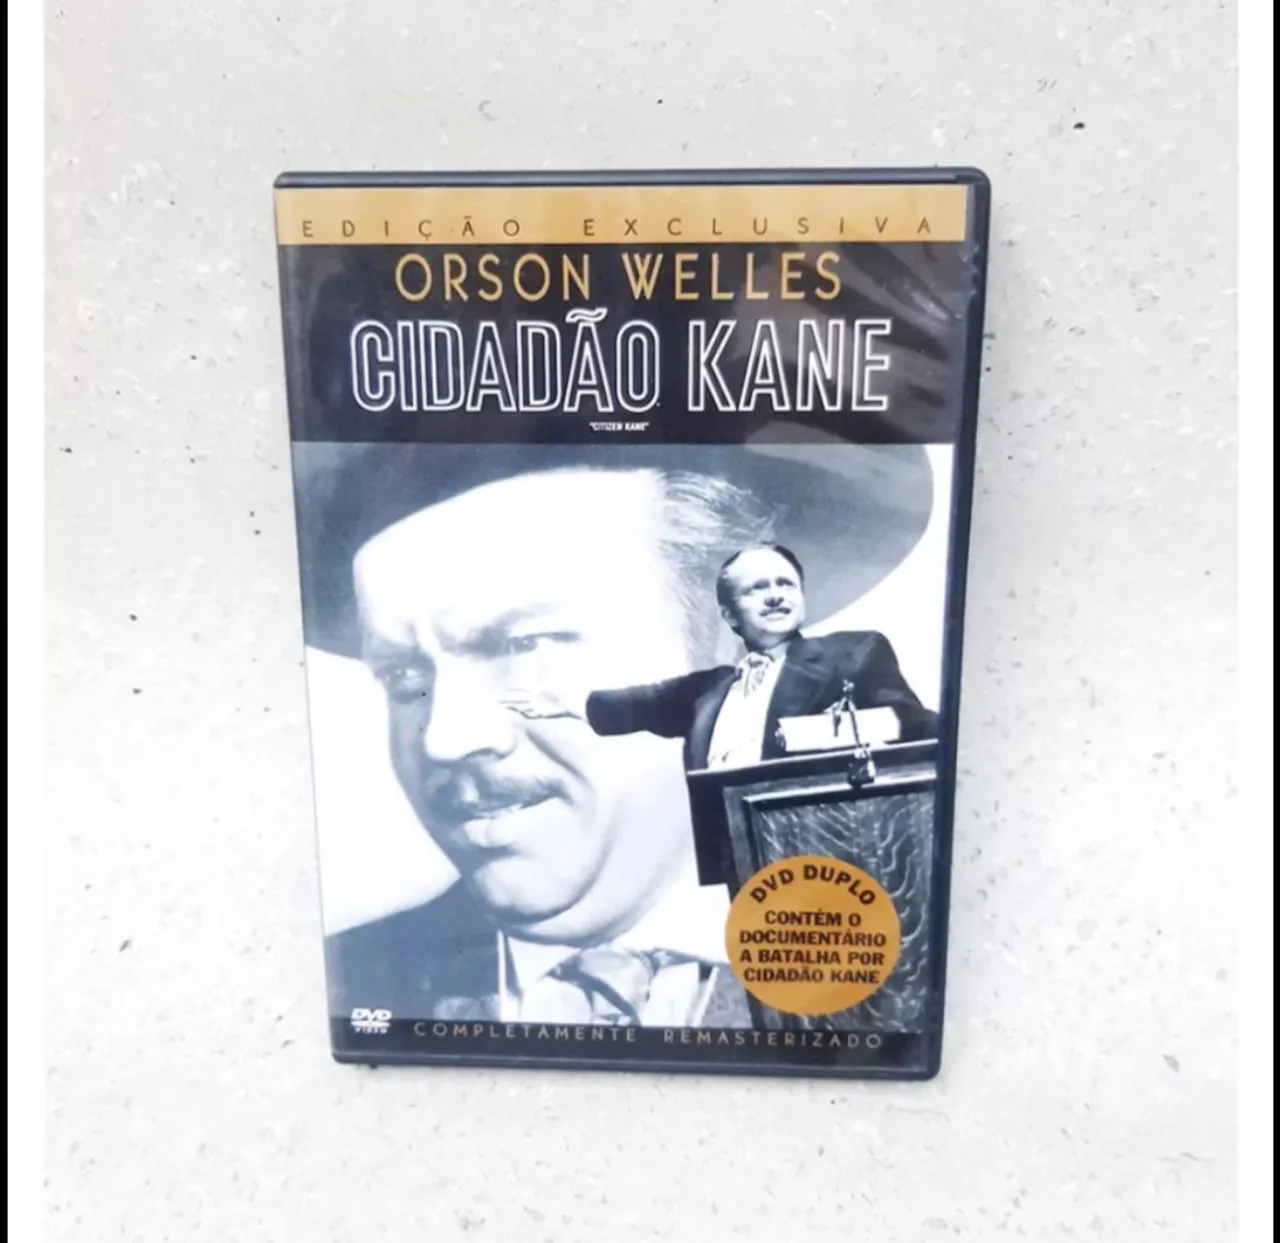 EDIÇÃO EXCLUSIVA
ORSON WELLES
CIDADÃO KANE
"CITIZEN KANE"
DVD DUPLO
CONTÉM O
DOCUMENTÁRIO
A BATALHA POR
CIDADÃO KANE
DVD
VIDEO
COMPLETAMENTE REMASTERIZADO